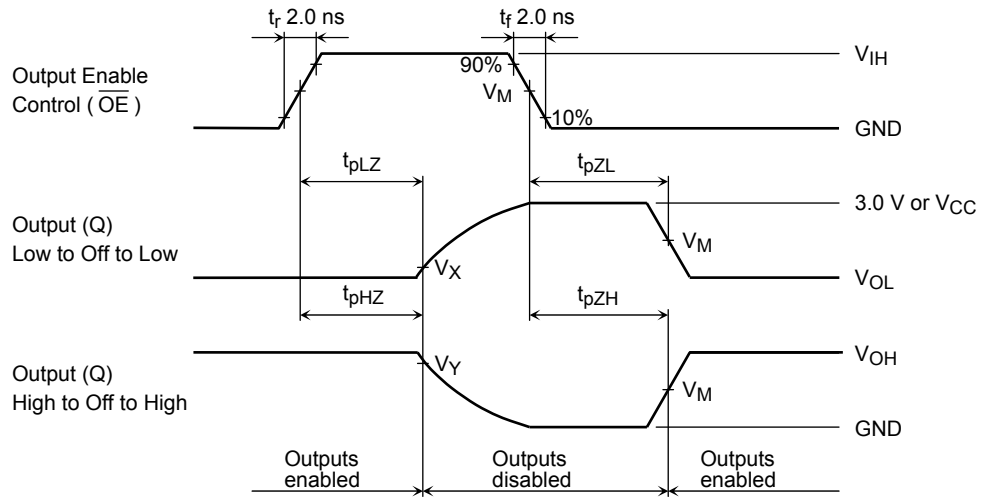 tr 2.0 ns
tf 2.0 ns
Output Enable
Control ( OE )
90%
VM
10%
VIH
GND
tpLZ
tpZL
Output (Q)
Low to Off to Low
VX
VM
3.0 V or VCC
VOL
tpHZ
tpZH
Output (Q)
High to Off to High
VY
VM
VOH
GND
Outputs
enabled
Outputs
disabled
Outputs
enabled